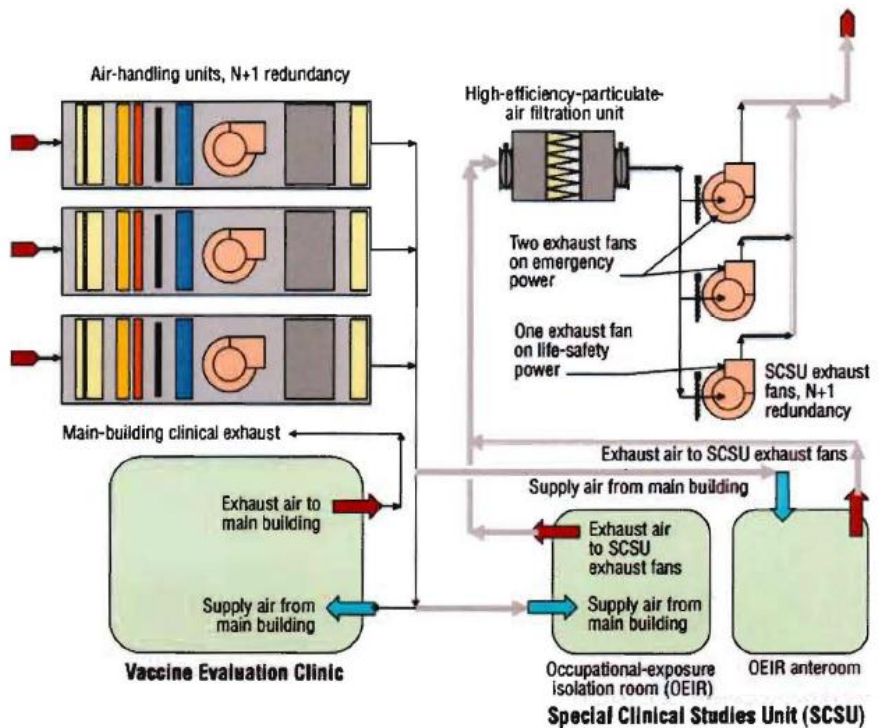 Air-handling units, N+1 redundancy
High-efficiency-particulate-
air filtration unit
Two exhaust fans
on emergency
power
One exhaust fan
on life-safety
power
SCSU exhaust
fans, N+1
redundancy
Main-building clinical exhaust
Exhaust air to SCSU exhaust fans
Supply air from main building
Exhaust air to
main building
Supply air from
main building
Exhaust air
to SCSU
exhaust fans
Supply air from
main building
Vaccine Evaluation Clinic
Occupational-exposure
isolation room (OEIR)
OEIR anteroom
Special Clinical Studies Unit (SCSU)